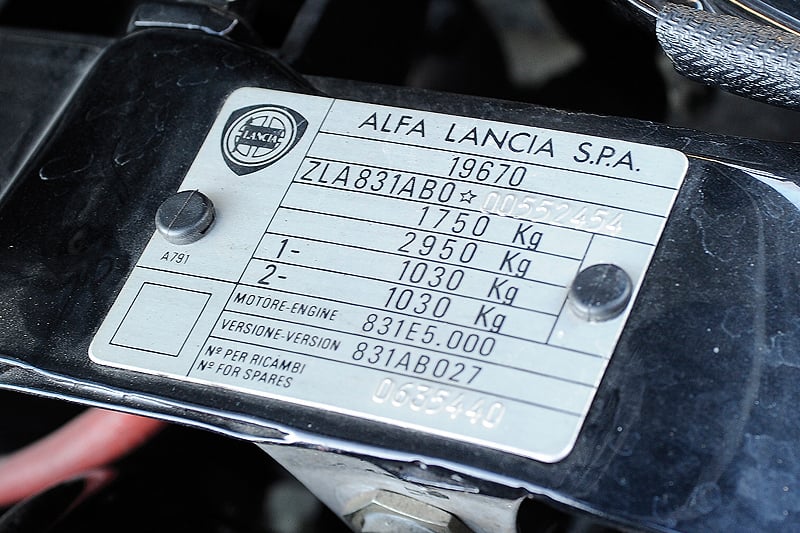 LANCIA
ALFA LANCIA S.P.A.
19670
ZLA831AB0☆00552454
1750 Kg
2950 Kg
1- 1030 Kg
2- 1030 Kg
A791
MOTORE-ENGINE 831E5.000
VERSIONE-VERSION 831AB027
Nº PER RICAMBI
Nº FOR SPARES 0635440